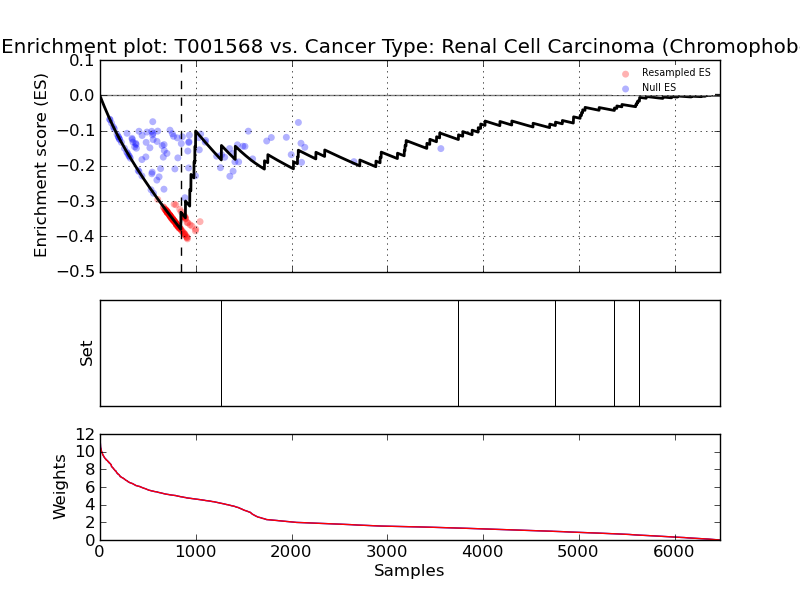 Enrichment plot: T001568 vs. Cancer Type: Renal Cell Carcinoma (Chromophob
0.1
0.0
−0.1
−0.2
−0.3
−0.4
−0.5
Enrichment score (ES)
Resampled ES
Null ES
Set
12
10
8
6
4
2
0
Weights
0 1000 2000 3000 4000 5000 6000
Samples